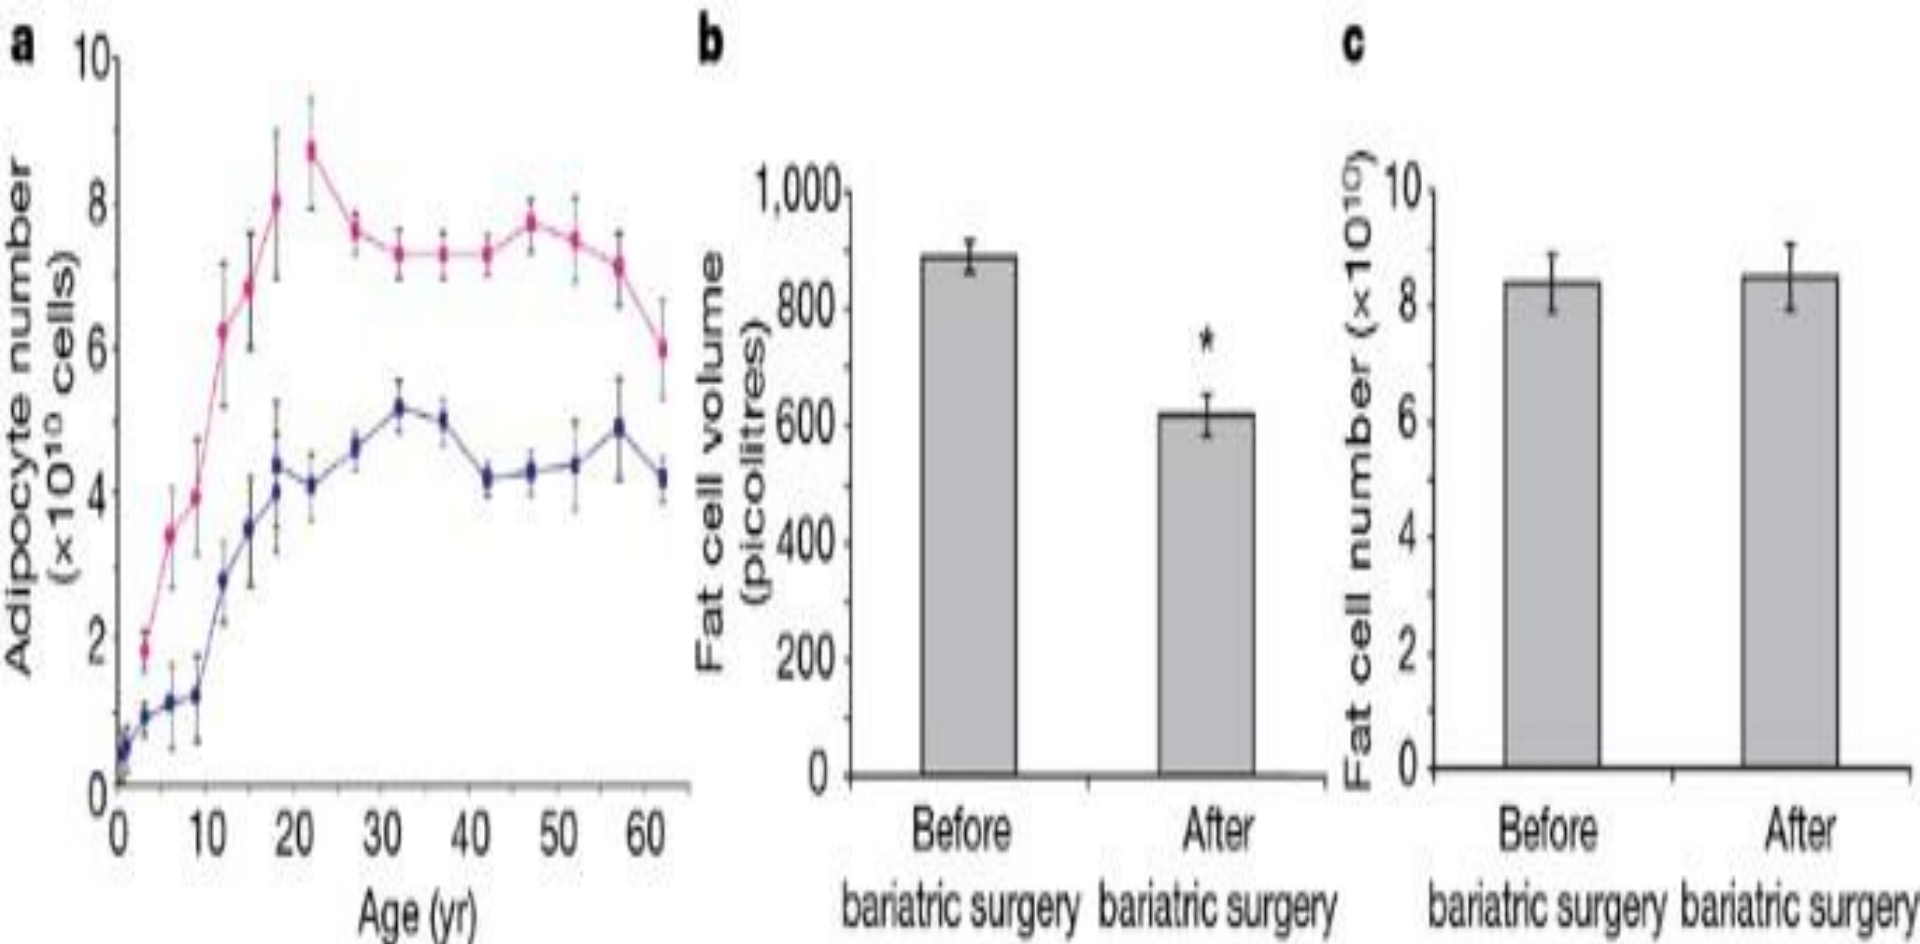 a
Adipocyte number
(×10¹⁰ cells)
10
8
6
4
2
0
0 10 20 30 40 50 60
Age (yr)
b
Fat cell volume
(picolitres)
1,000
800
600
400
200
0
*
Before After
bariatric surgery bariatric surgery
c
Fat cell number (×10¹⁰)
10
8
6
4
2
0
Before After
bariatric surgery bariatric surgery